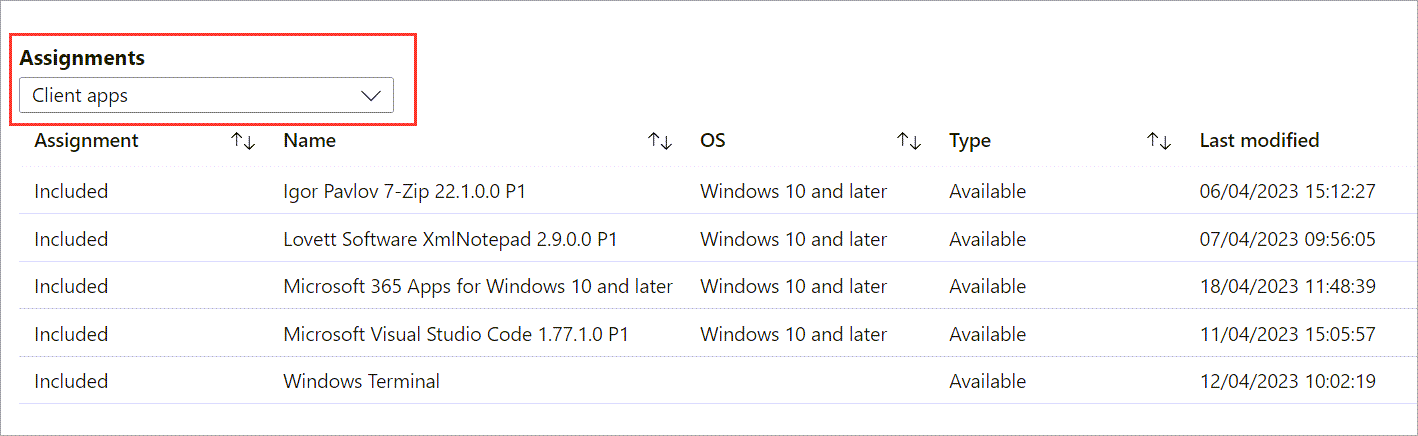 Assignments
Client apps
Assignment Name OS Type Last modified
Included Igor Pavlov 7-Zip 22.1.0.0 P1 Windows 10 and later Available 06/04/2023 15:12:27
Included Lovett Software XmlNotepad 2.9.0.0 P1 Windows 10 and later Available 07/04/2023 09:56:05
Included Microsoft 365 Apps for Windows 10 and later Windows 10 and later Available 18/04/2023 11:48:39
Included Microsoft Visual Studio Code 1.77.1.0 P1 Windows 10 and later Available 11/04/2023 15:05:57
Included Windows Terminal Available 12/04/2023 10:02:19